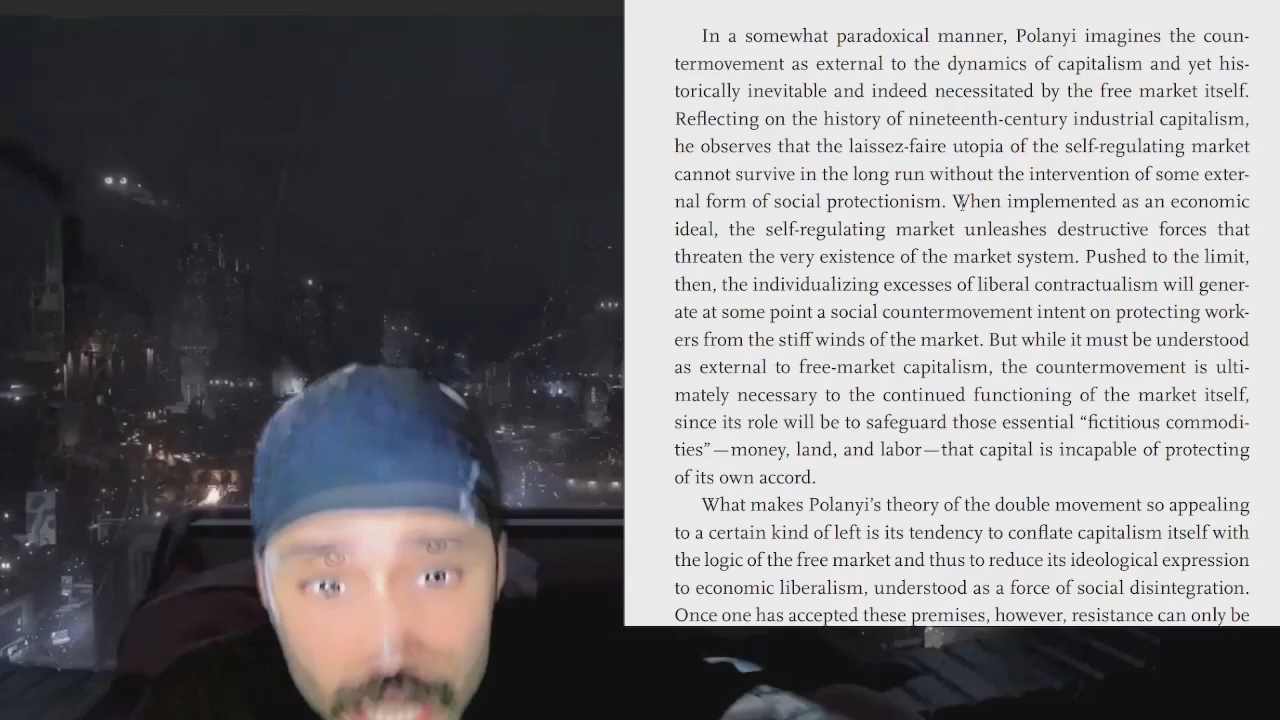 In a somewhat paradoxical manner, Polanyi imagines the coun-
termovement as external to the dynamics of capitalism and yet his-
torically inevitable and indeed necessitated by the free market itself.
Reflecting on the history of nineteenth-century industrial capitalism,
he observes that the laissez-faire utopia of the self-regulating market
cannot survive in the long run without the intervention of some exter-
nal form of social protectionism. When implemented as an economic
ideal, the self-regulating market unleashes destructive forces that
threaten the very existence of the market system. Pushed to the limit,
then, the individualizing excesses of liberal contractualism will gener-
ate at some point a social countermovement intent on protecting work-
ers from the stiff winds of the market. But while it must be understood
as external to free-market capitalism, the countermovement is ulti-
mately necessary to the continued functioning of the market itself,
since its role will be to safeguard those essential “fictitious commodi-
ties”—money, land, and labor—that capital is incapable of protecting
of its own accord.
What makes Polanyi’s theory of the double movement so appealing
to a certain kind of left is its tendency to conflate capitalism itself with
the logic of the free market and thus to reduce its ideological expression
to economic liberalism, understood as a force of social disintegration.
Once one has accepted these premises, however, resistance can only be